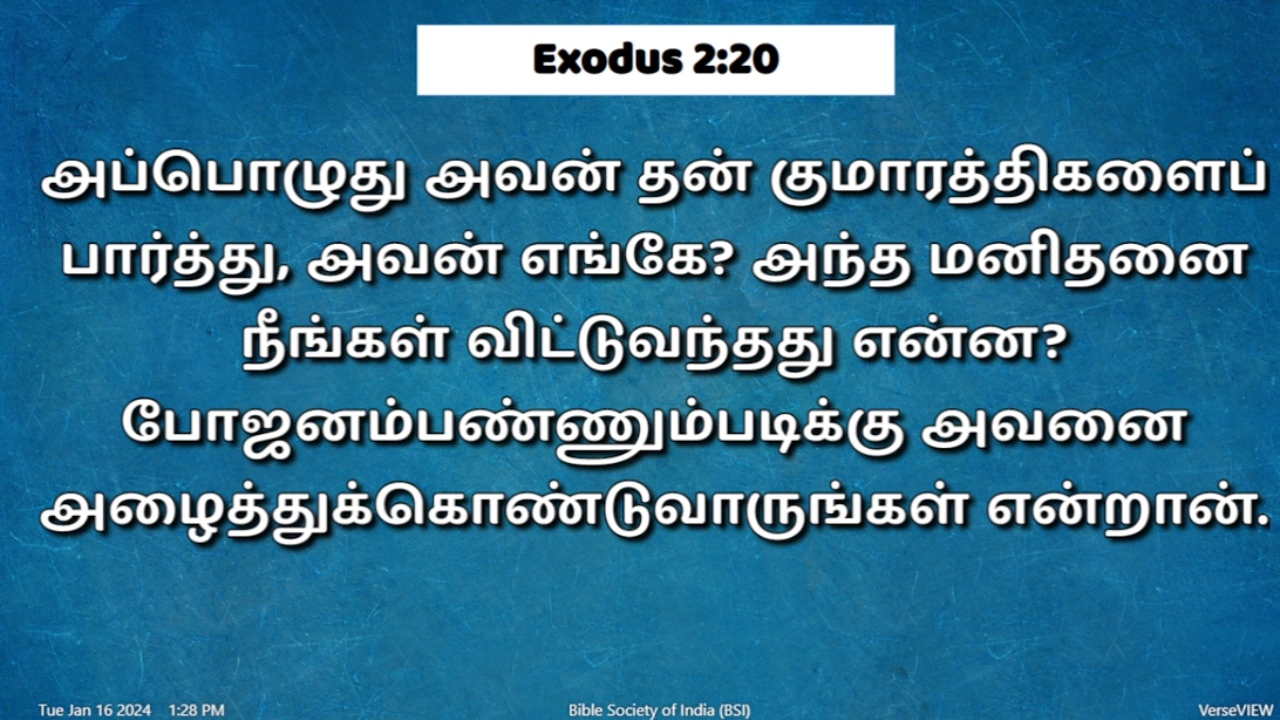 Exodus 2:20
அப்பொழுது அவன் தன் குமாரத்திகளைப்
பார்த்து, அவன் எங்கே? அந்த மனிதனை
நீங்கள் விட்டுவந்தது என்ன?
போஜனம்பண்ணும்படிக்கு அவனை
அழைத்துக்கொண்டுவாருங்கள் என்றான்.
Tue Jan 16 2024 1:28 PM Bible Society of India (BSI) VerseVIEW